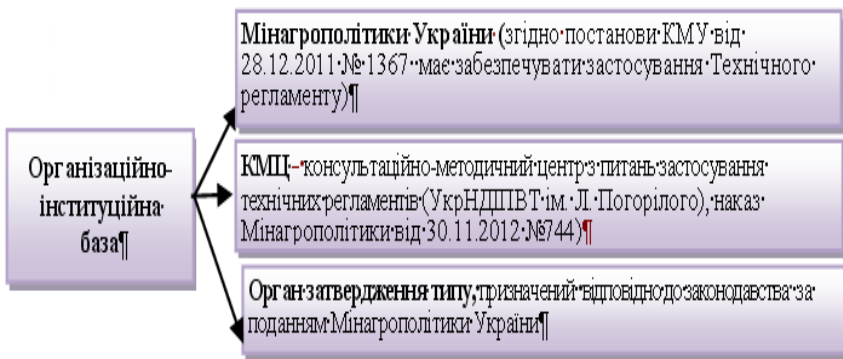 Мінагрополітики України (згідно постанови КМУ від
28.12.2011 № 1367 має забезпечувати застосування Технічного
регламенту)¶
Організаційно-
інституційна
база¶
КМЦ – консультаційно-методичний центр з питань застосування
технічних регламентів (УкрНДІПВТ ім. Л. Погорілого), наказ
Мінагрополітики від 30.11.2012 №744)¶
Орган затвердження типу, призначений відповідно до законодавства за
поданням Мінагрополітики України¶